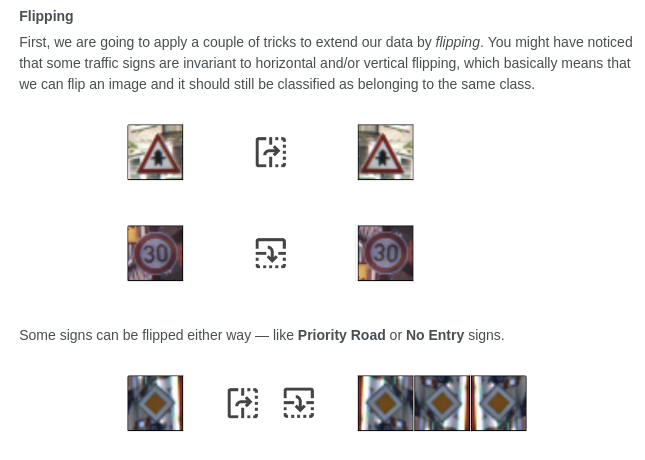 Flipping
First, we are going to apply a couple of tricks to extend our data by flipping. You might have noticed
that some traffic signs are invariant to horizontal and/or vertical flipping, which basically means that
we can flip an image and it should still be classified as belonging to the same class.
30
30
Some signs can be flipped either way — like Priority Road or No Entry signs.